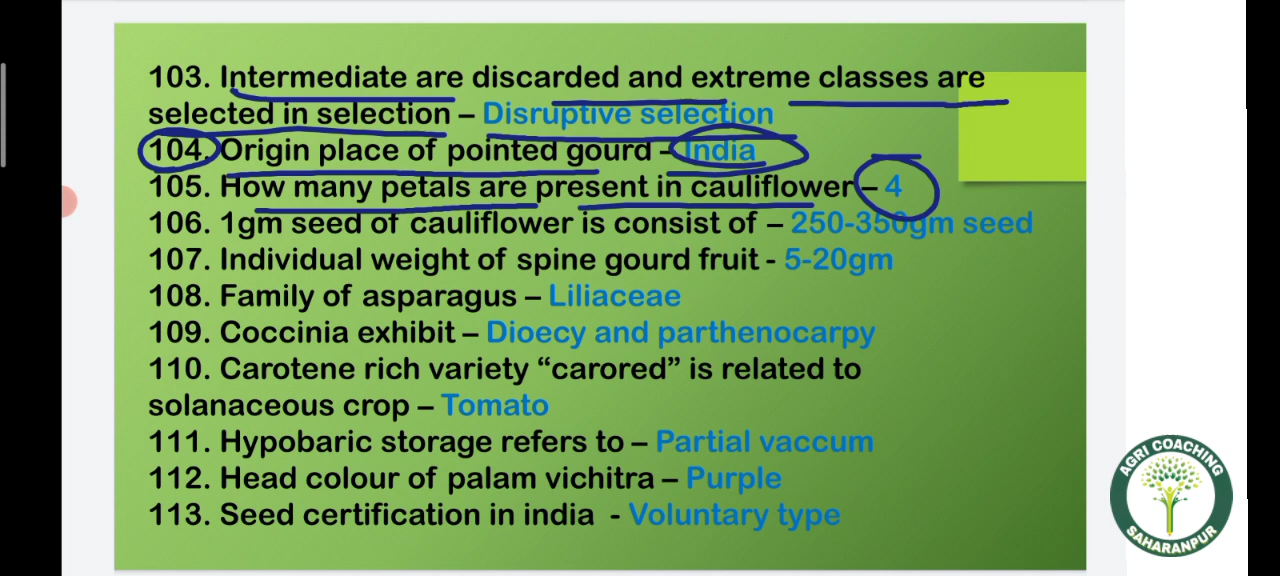 103. Intermediate are discarded and extreme classes are
selected in selection – Disruptive selection
104. Origin place of pointed gourd – India
105. How many petals are present in cauliflower – 4
106. 1gm seed of cauliflower is consist of – 250-350gm seed
107. Individual weight of spine gourd fruit - 5-20gm
108. Family of asparagus – Liliaceae
109. Coccinia exhibit – Dioecy and parthenocarpy
110. Carotene rich variety “carored” is related to
solanaceous crop – Tomato
111. Hypobaric storage refers to – Partial vaccum
112. Head colour of palam vichitra – Purple
113. Seed certification in india - Voluntary type
AGRI COACHING
SAHARANPUR